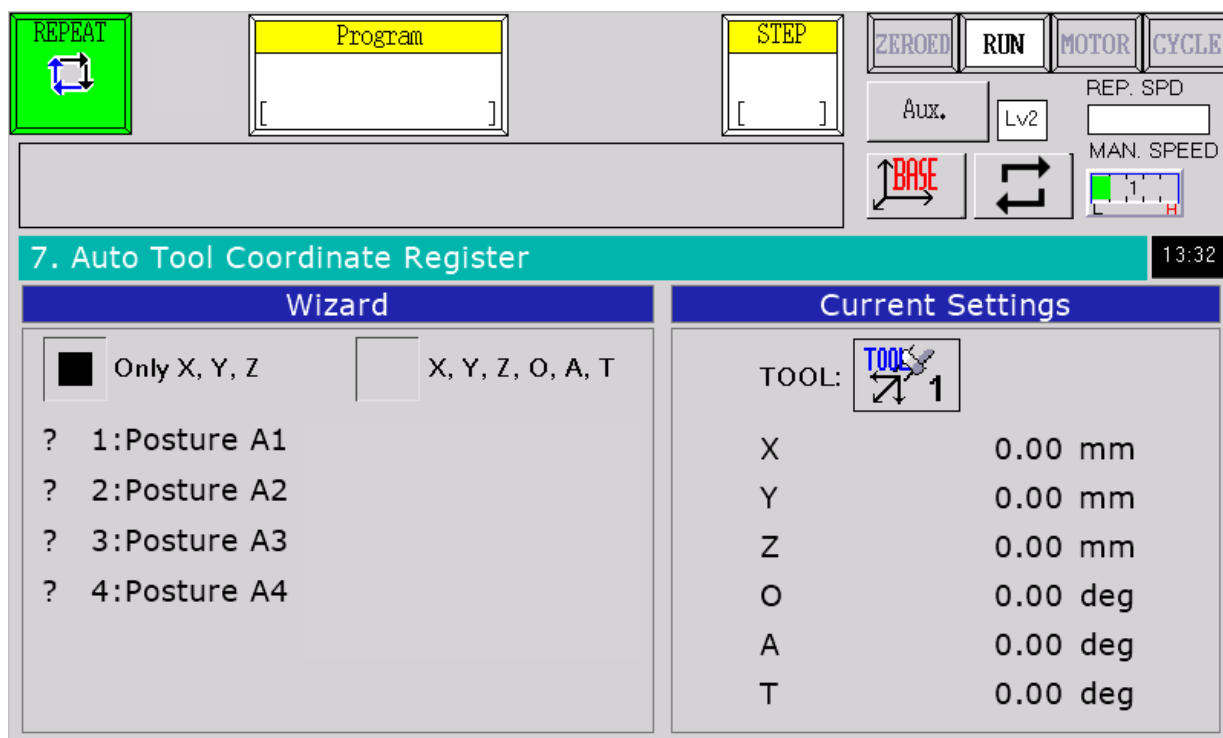 REPEAT
Program
[ ]
STEP
[ ]
ZEROED
RUN
MOTOR
CYCLE
Aux.
Lv2
REP. SPD
BASE
MAN. SPEED
1
L H
7. Auto Tool Coordinate Register
13:32
Wizard
Only X, Y, Z
X, Y, Z, O, A, T
? 1:Posture A1
? 2:Posture A2
? 3:Posture A3
? 4:Posture A4
Current Settings
TOOL:
TOOL
1
X 0.00 mm
Y 0.00 mm
Z 0.00 mm
O 0.00 deg
A 0.00 deg
T 0.00 deg